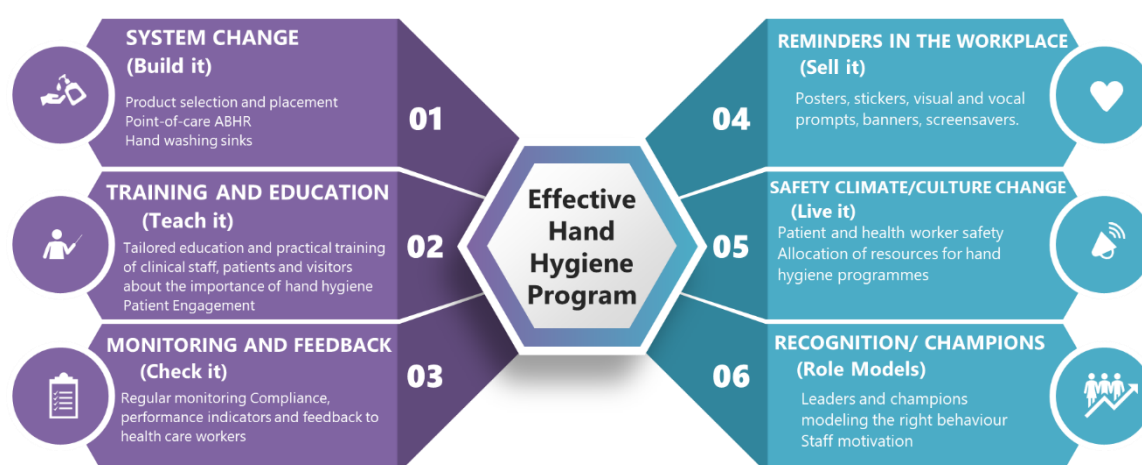 SYSTEM CHANGE
(Build it)
Product selection and placement
Point-of-care ABHR
Hand washing sinks
01
TRAINING AND EDUCATION
(Teach it)
Tailored education and practical training
of clinical staff, patients and visitors
about the importance of hand hygiene
Patient Engagement
02
MONITORING AND FEEDBACK
(Check it)
Regular monitoring Compliance,
performance indicators and feedback to
health care workers
03
Effective
Hand
Hygiene
Program
REMINDERS IN THE WORKPLACE
(Sell it)
Posters, stickers, visual and vocal
prompts, banners, screensavers.
04
SAFETY CLIMATE/CULTURE CHANGE
(Live it)
Patient and health worker safety
Allocation of resources for hand
hygiene programmes
05
RECOGNITION/ CHAMPIONS
(Role Models)
Leaders and champions
modeling the right behaviour
Staff motivation
06